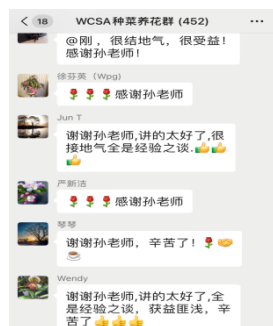 18
WCSA种菜养花群 (452)
@刚，很结地气，很受益！
感谢孙老师！
徐芬英（Wpg）
🌹🌹🌹感谢孙老师
Jun T
谢谢孙老师,讲的太好了,很
接地气全是经验之谈.👍👍
👍
严新洁
🌹🌹🌹感谢孙老师
琴琴
谢谢孙老师，辛苦了！🌹🤝
☕
Wendy
谢谢孙老师,讲的太好了,全
是经验之谈，获益匪浅，辛
苦了👍👍👍